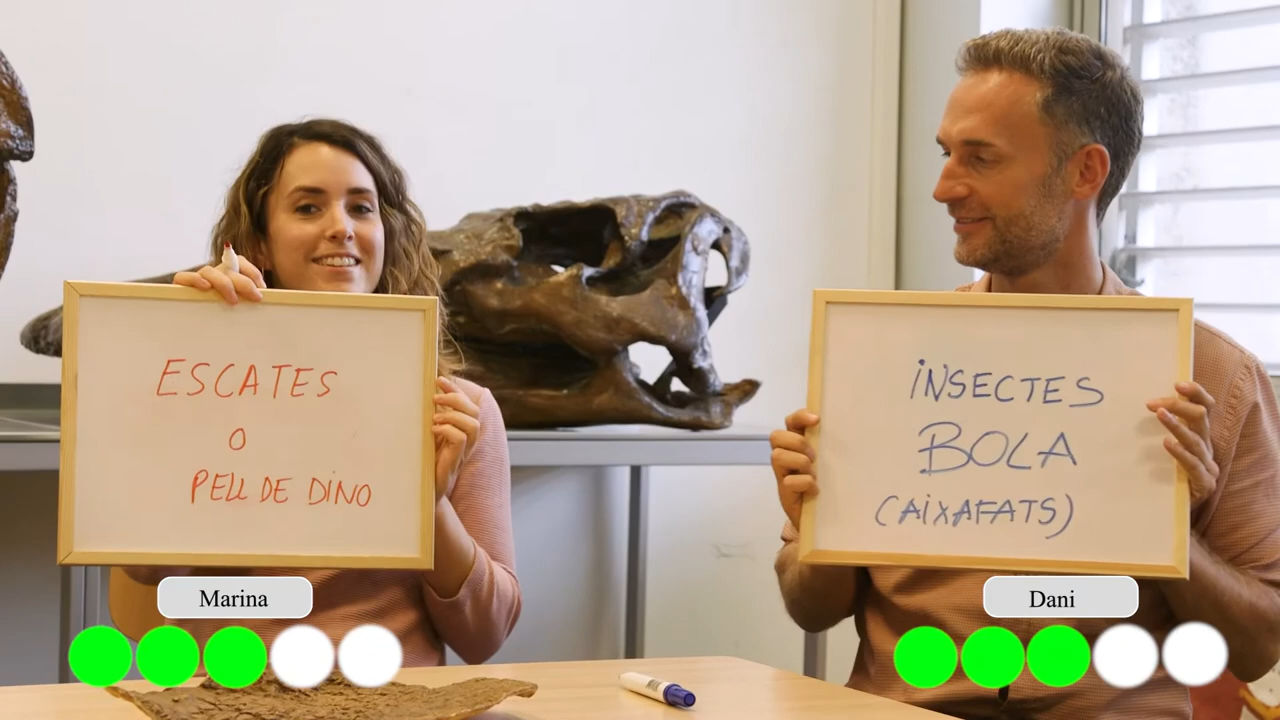 ESCATES
O
PELL DE DINO
iNSECTES
BOLA
(AiXAFATS)
Marina
Dani